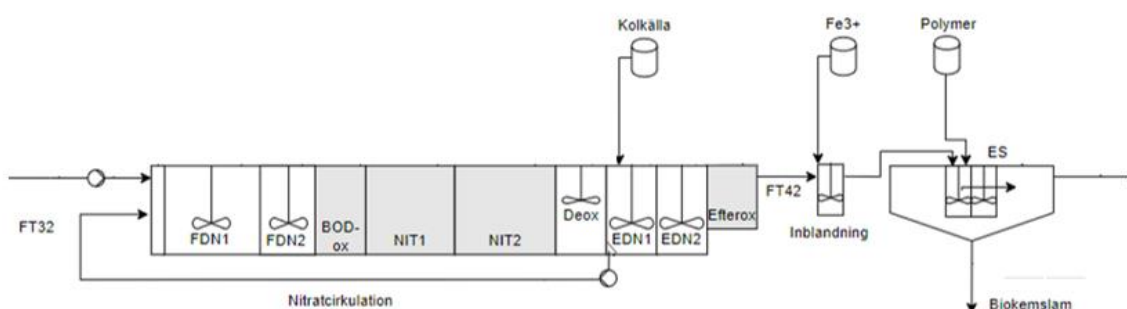 Kolkälla
Fe3+
Polymer
FT32
FDN1
FDN2
BOD-
ox
NIT1
NIT2
Deox
EDN1
EDN2
Efterox
FT42
Inblandning
ES
Nitratcirkulation
Biokemslam